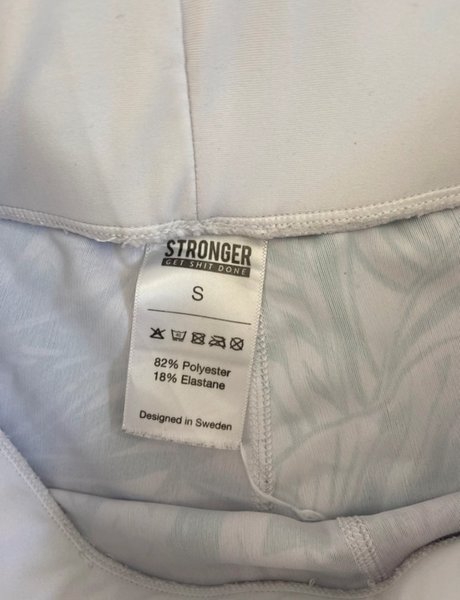 STRONGER
GET SHIT DONE
S
82% Polyester
18% Elastane
Designed in Sweden